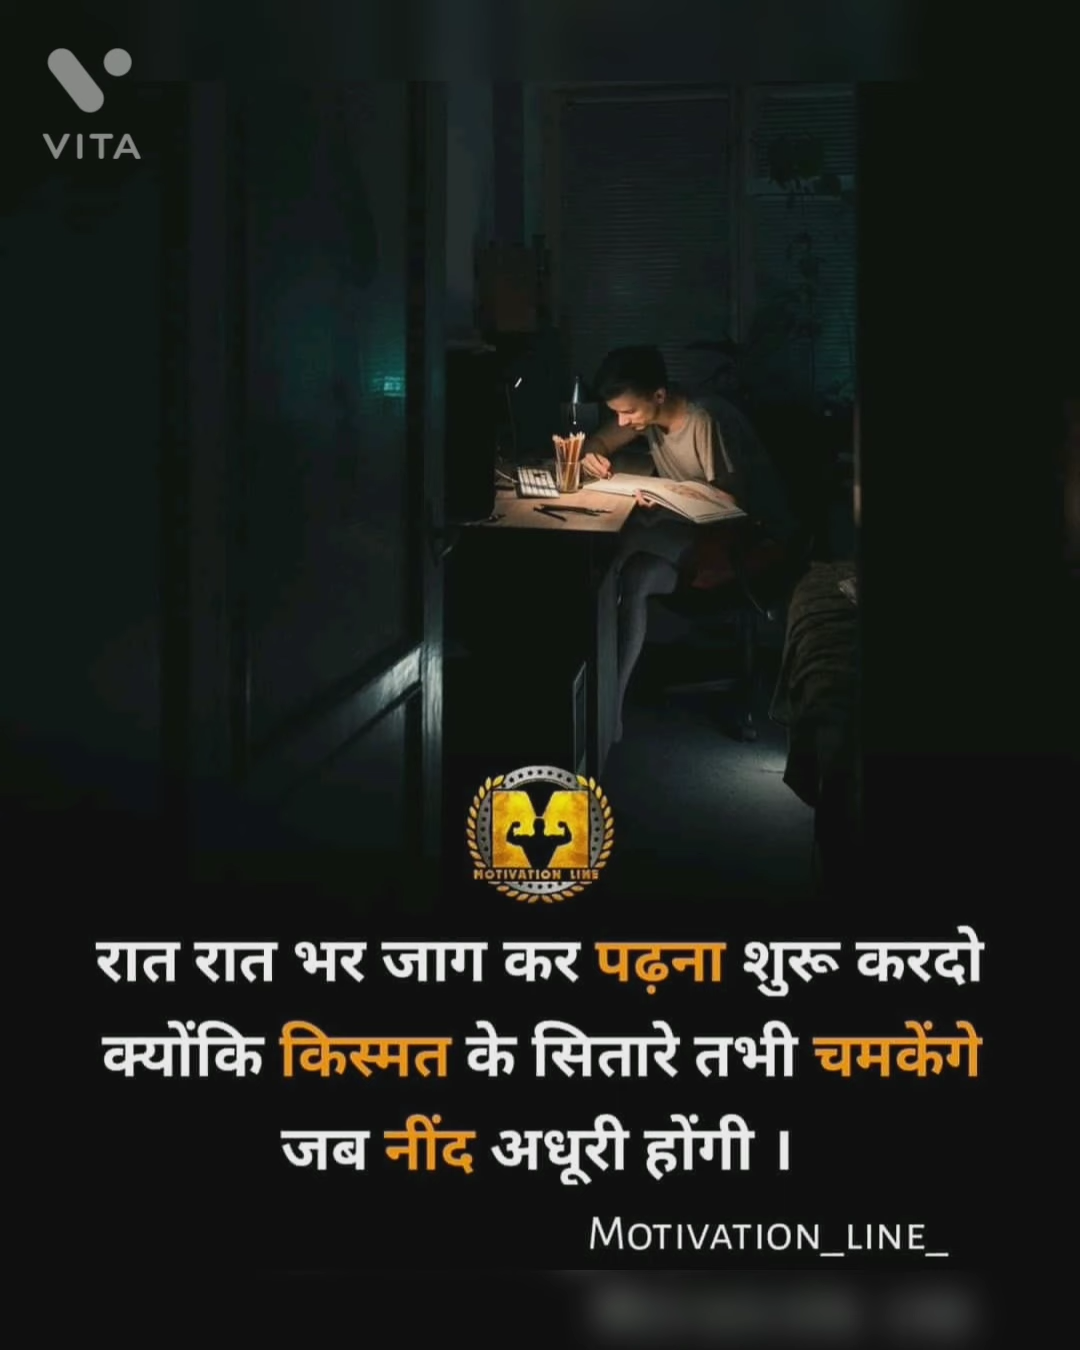 VITA
MOTIVATION LINE
रात रात भर जाग कर पढ़ना शुरू करदो
क्योंकि किस्मत के सितारे तभी चमकेंगे
जब नींद अधूरी होंगी ।
MOTIVATION_LINE_